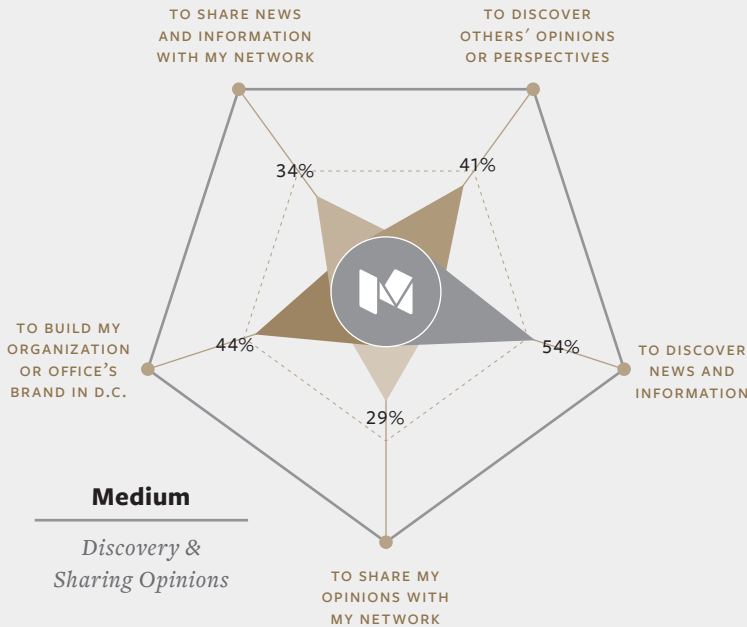 TO SHARE NEWS
AND INFORMATION
WITH MY NETWORK
TO DISCOVER
OTHERS’ OPINIONS
OR PERSPECTIVES
34%
41%
44%
54%
29%
TO BUILD MY
ORGANIZATION
OR OFFICE’S
BRAND IN D.C.
TO DISCOVER
NEWS AND
INFORMATION
Medium
Discovery &
Sharing Opinions
TO SHARE MY
OPINIONS WITH
MY NETWORK